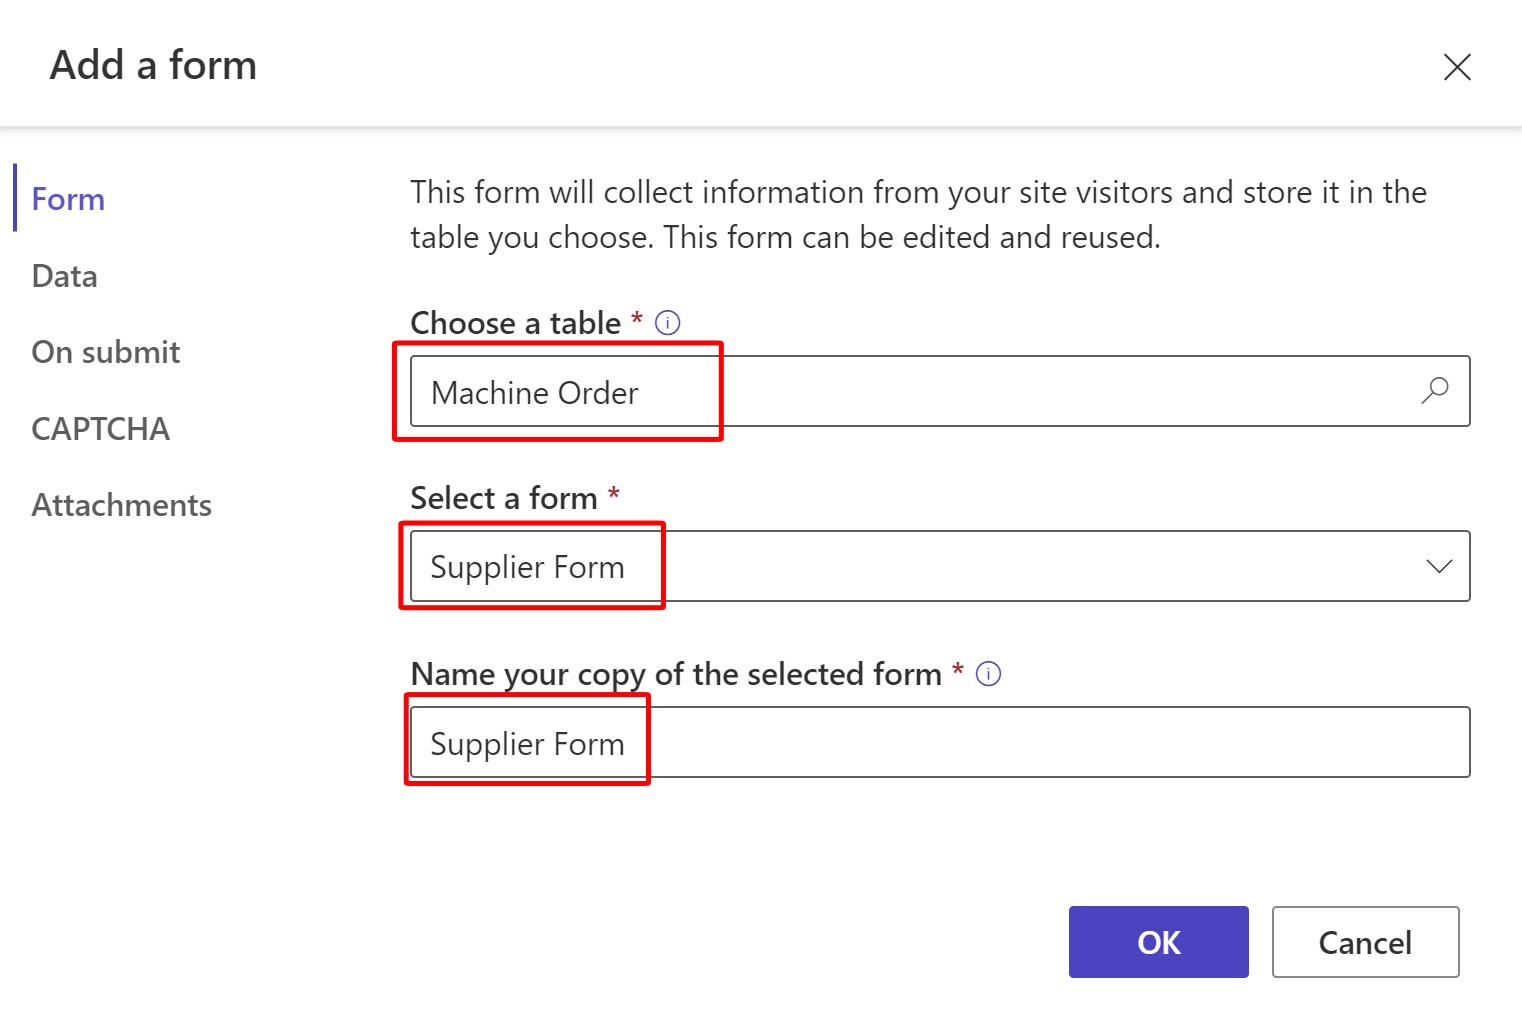 Add a form
Form
Data
On submit
CAPTCHA
Attachments
This form will collect information from your site visitors and store it in the
table you choose. This form can be edited and reused.
Choose a table *
Machine Order
Select a form *
Supplier Form
Name your copy of the selected form *
Supplier Form
OK
Cancel